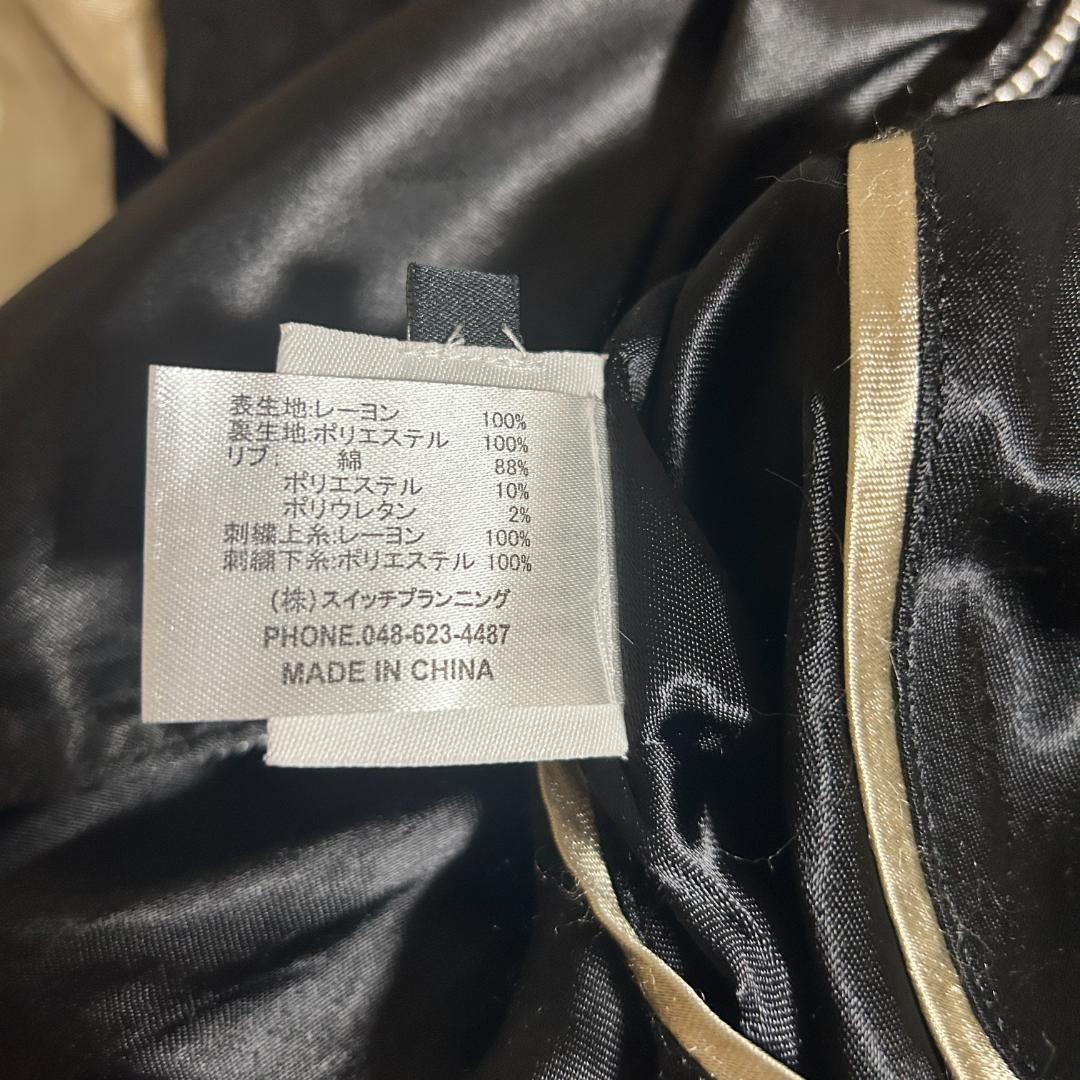 表生地:レーヨン 100%
裏生地:ポリエステル 100%
リブ: 綿 88%
ポリエステル 10%
ポリウレタン 2%
刺繍上糸:レーヨン 100%
刺繍下糸:ポリエステル 100%
(株)スイッチプランニング
PHONE.048-623-4487
MADE IN CHINA